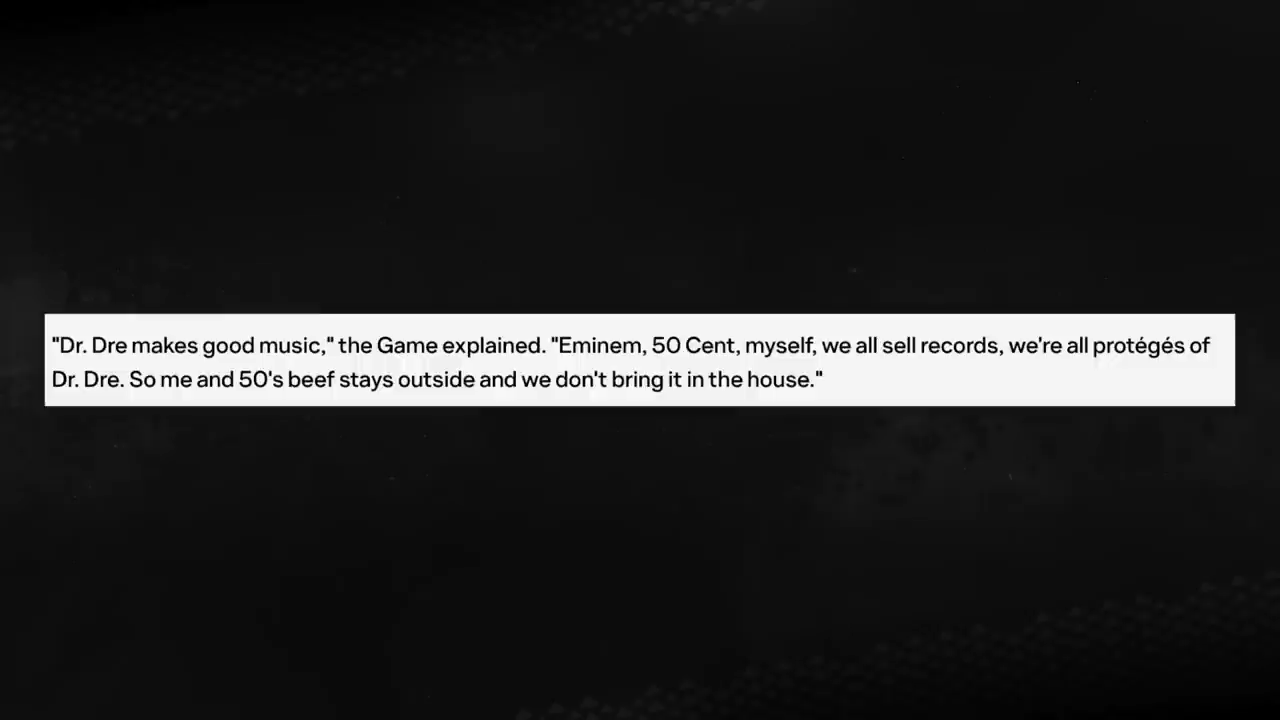 "Dr. Dre makes good music," the Game explained. "Eminem, 50 Cent, myself, we all sell records, we're all protégés of
Dr. Dre. So me and 50's beef stays outside and we don't bring it in the house."